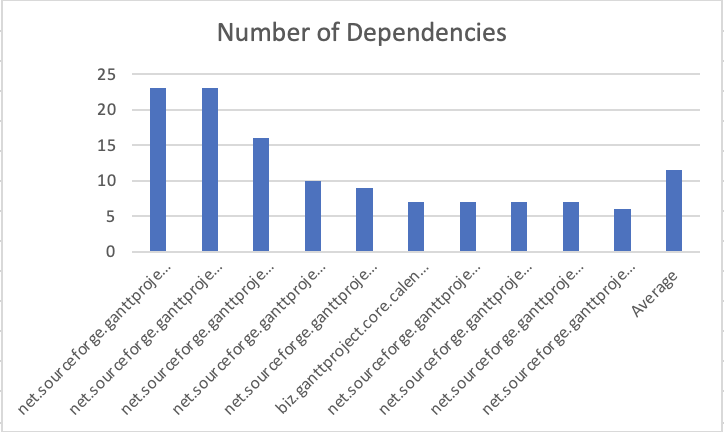 Number of Dependencies
25
20
15
10
5
0
net.sourceforge.ganttproje...
net.sourceforge.ganttproje...
net.sourceforge.ganttproje...
net.sourceforge.ganttproje...
net.sourceforge.ganttproje...
biz.ganttproject.core.calen...
net.sourceforge.ganttproje...
net.sourceforge.ganttproje...
net.sourceforge.ganttproje...
net.sourceforge.ganttproje...
Average